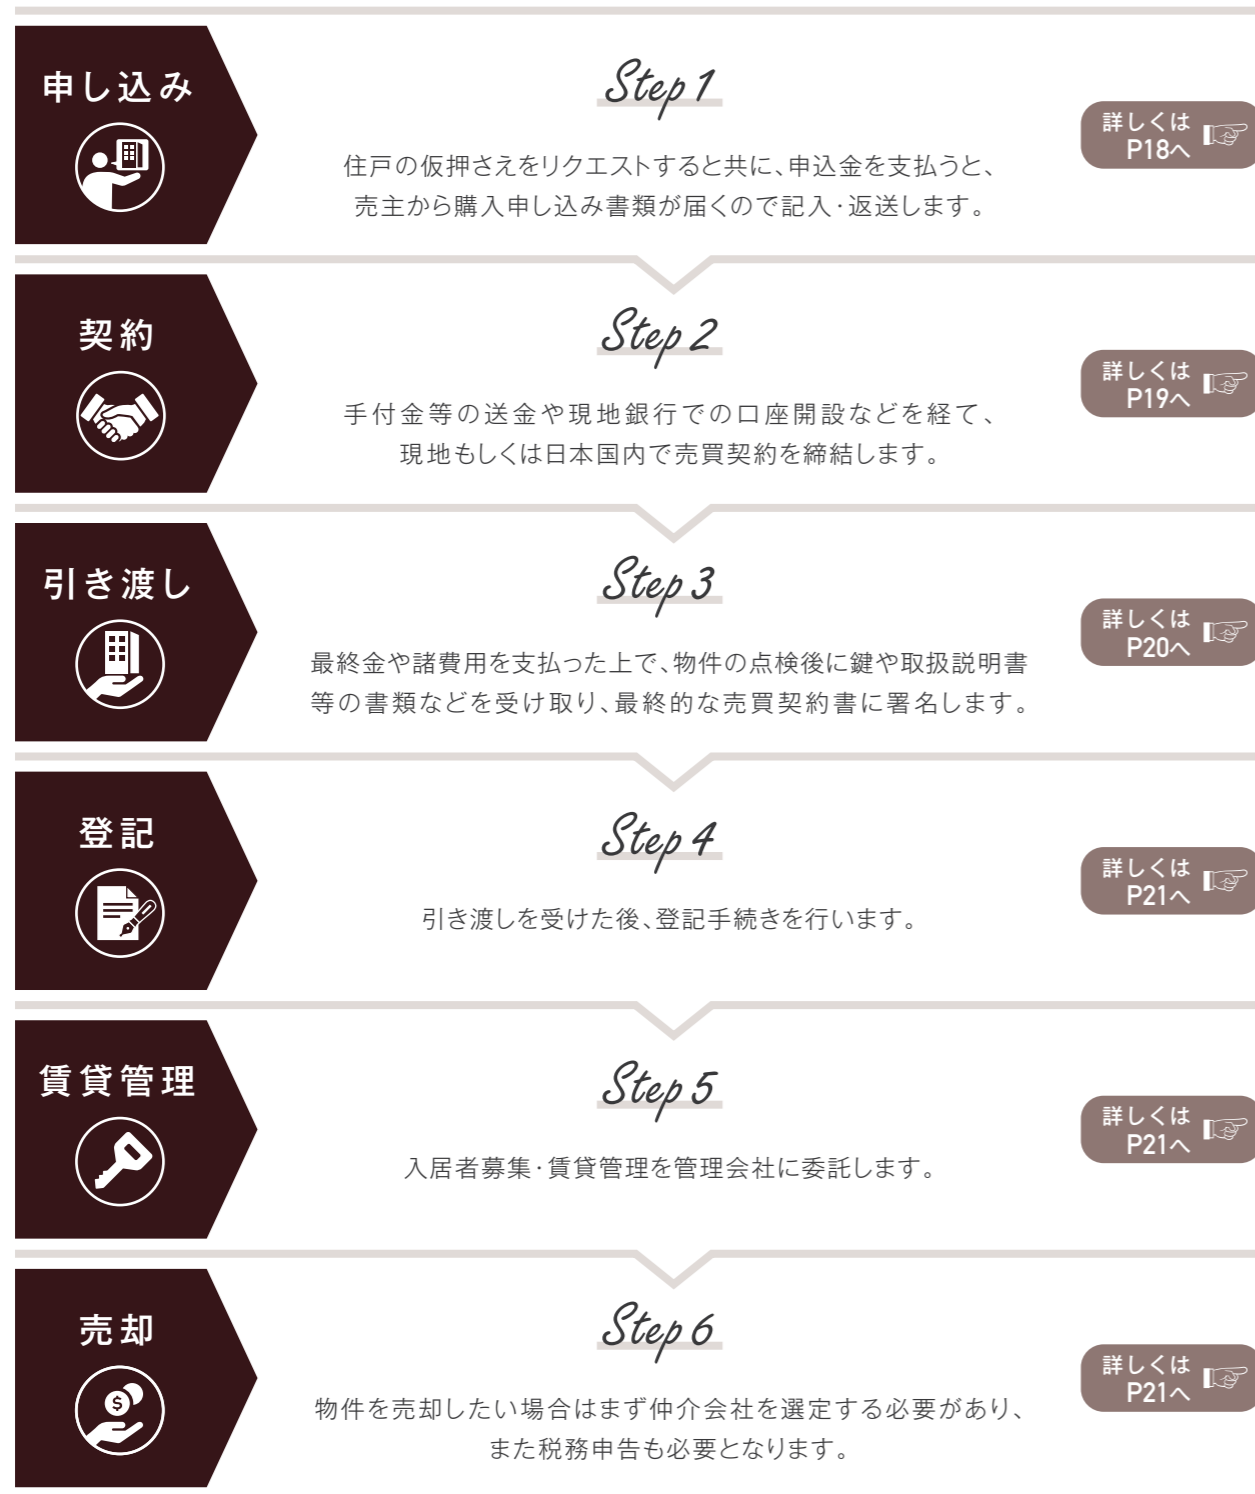 申し込み
Step 1
住戸の仮押さえをリクエストすると共に、申込金を支払うと、
売主から購入申し込み書類が届くので記入・返送します。
詳しくは
P18へ
契約
Step 2
手付金等の送金や現地銀行での口座開設などを経て、
現地もしくは日本国内で売買契約を締結します。
詳しくは
P19へ
引き渡し
Step 3
最終金や諸費用を支払った上で、物件の点検後に鍵や取扱説明書
等の書類などを受け取り、最終的な売買契約書に署名します。
詳しくは
P20へ
登記
Step 4
引き渡しを受けた後、登記手続きを行います。
詳しくは
P21へ
賃貸管理
Step 5
入居者募集・賃貸管理を管理会社に委託します。
詳しくは
P21へ
売却
$
Step 6
物件を売却したい場合はまず仲介会社を選定する必要があり、
また税務申告も必要となります。
詳しくは
P21へ